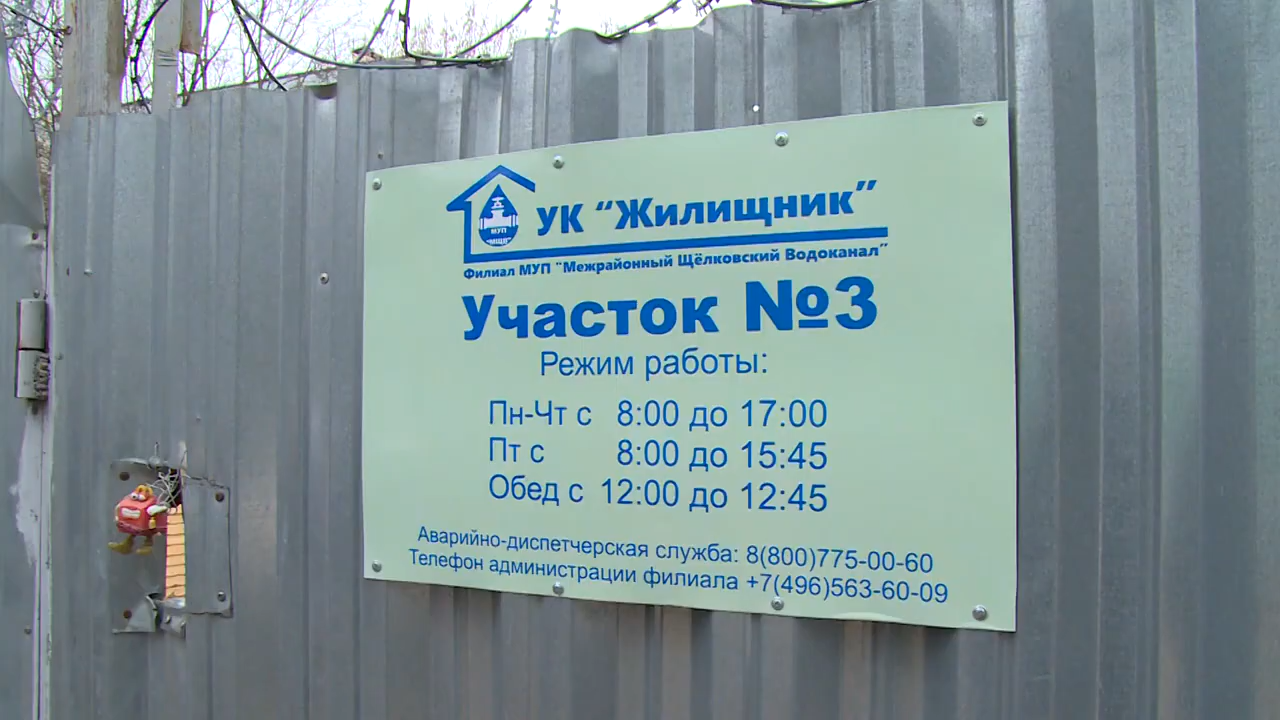 УК “Жилищник”
МУП
"МЩВ"
Филиал МУП "Межрайонный Щёлковский Водоканал"
Участок №3
Режим работы:
Пн-Чт с 8:00 до 17:00
Пт с 8:00 до 15:45
Обед с 12:00 до 12:45
Аварийно-диспетчерская служба: 8(800)775-00-60
Телефон администрации филиала +7(496)563-60-09